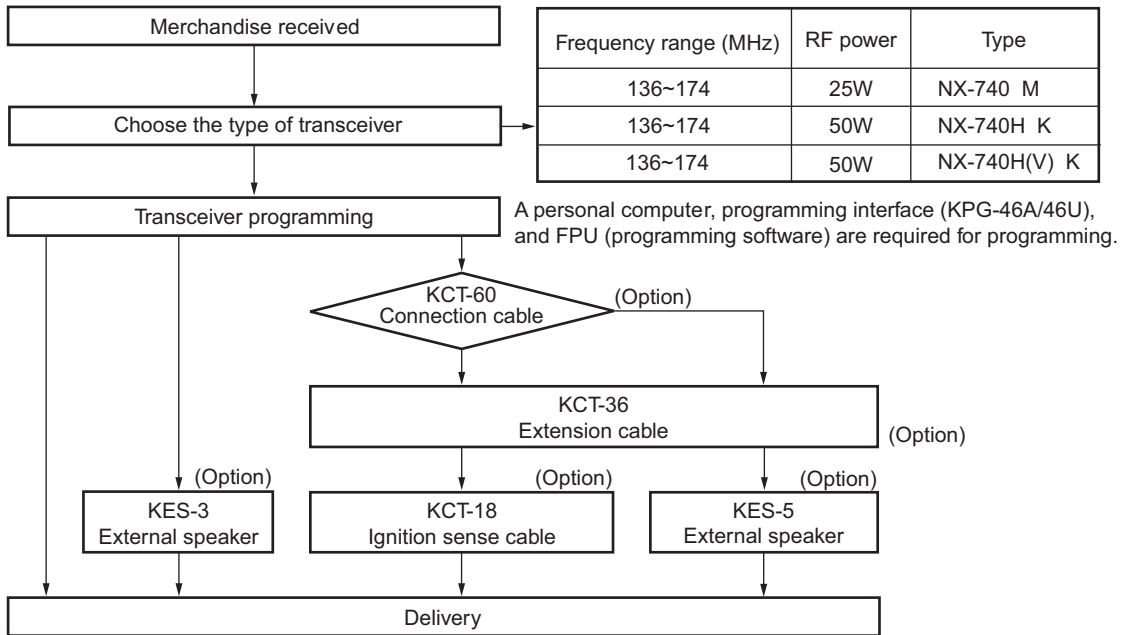 Merchandise received
Frequency range (MHz) RF power Type
136~174 25W NX-740 M
136~174 50W NX-740H K
136~174 50W NX-740H(V) K
Choose the type of transceiver
Transceiver programming
A personal computer, programming interface (KPG-46A/46U),
and FPU (programming software) are required for programming.
KCT-60
Connection cable
(Option)
KCT-36
Extension cable
(Option)
(Option)
KES-3
External speaker
(Option)
KCT-18
Ignition sense cable
(Option)
KES-5
External speaker
Delivery